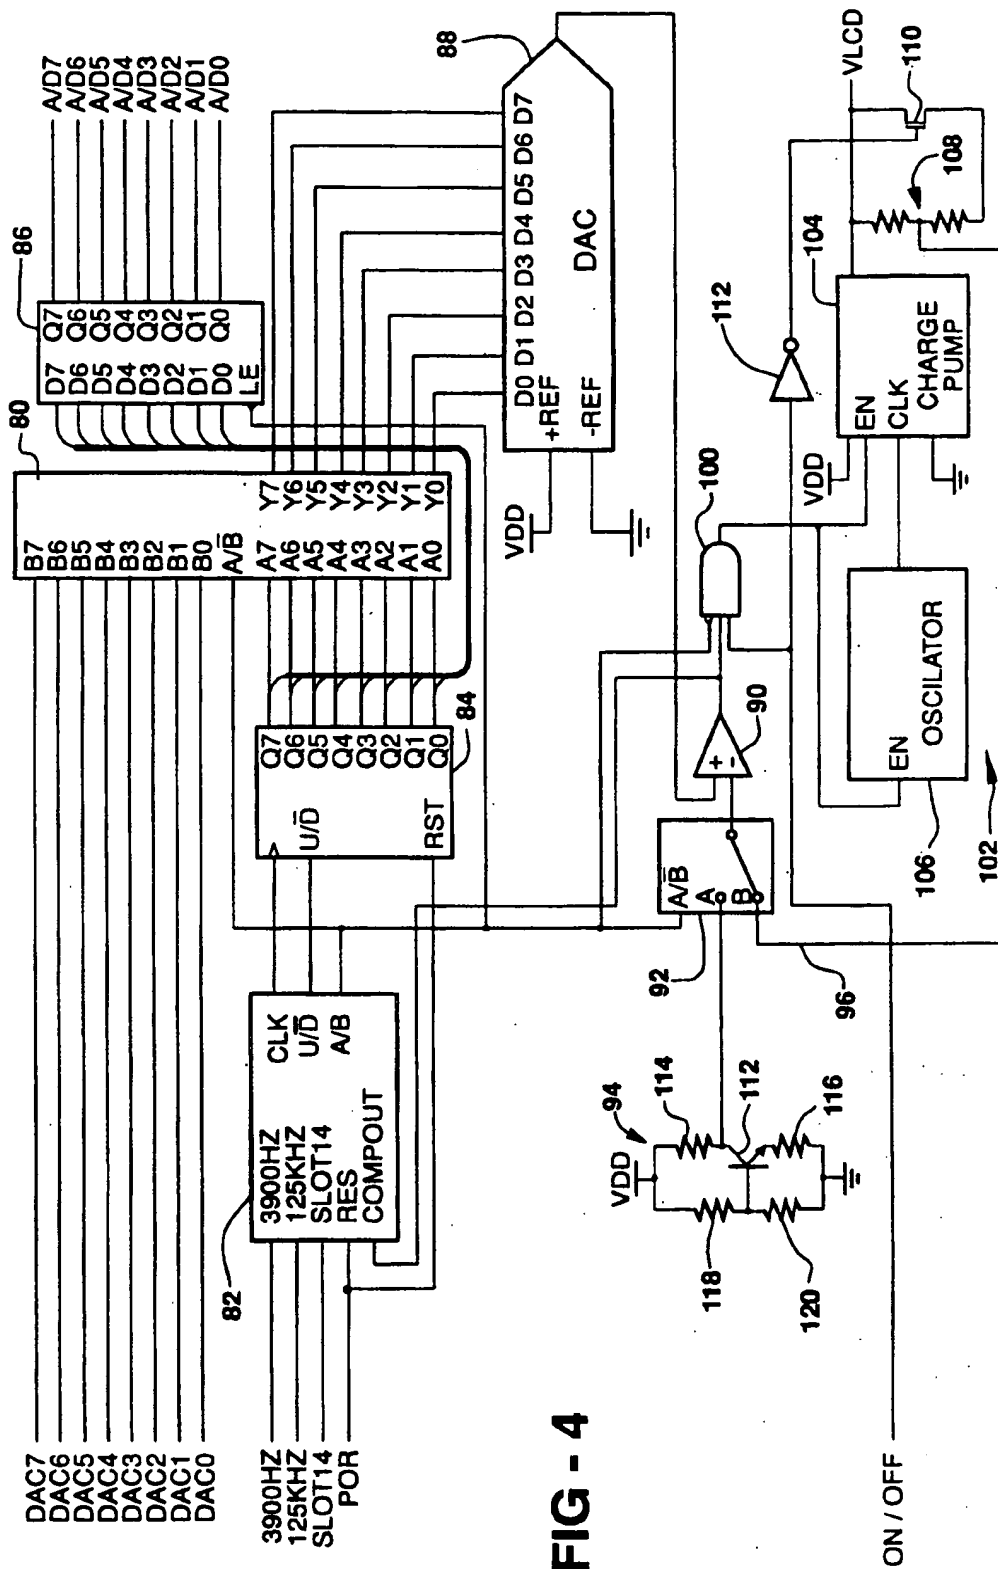 FIG - 4
DAC7
DAC6
DAC5
DAC4
DAC3
DAC2
DAC1
DAC0
3900HZ
125KHZ
SLOT14
POR
ON / OFF
82
3900HZ
125KHZ
SLOT14
RES
COMPOUT
CLK
U/D̅
A/B
80
B7
B6
B5
B4
B3
B2
B1
B0
A/B̅
A7
A6
A5
A4
A3
A2
A1
A0
Y7
Y6
Y5
Y4
Y3
Y2
Y1
Y0
84
U/D̅
RST
Q7
Q6
Q5
Q4
Q3
Q2
Q1
Q0
86
D7
D6
D5
D4
D3
D2
D1
D0
LE
Q7
Q6
Q5
Q4
Q3
Q2
Q1
Q0
A/D7
A/D6
A/D5
A/D4
A/D3
A/D2
A/D1
A/D0
88
D0 D1 D2 D3 D4 D5 D6 D7
+REF
-REF
DAC
VDD
94
VDD
114
112
116
118
120
92
A/B̅
A
B
96
90
+
-
100
112
VDD
104
EN
CLK
CHARGE
PUMP
106
EN
OSCILATOR
102
108
110
VLCD